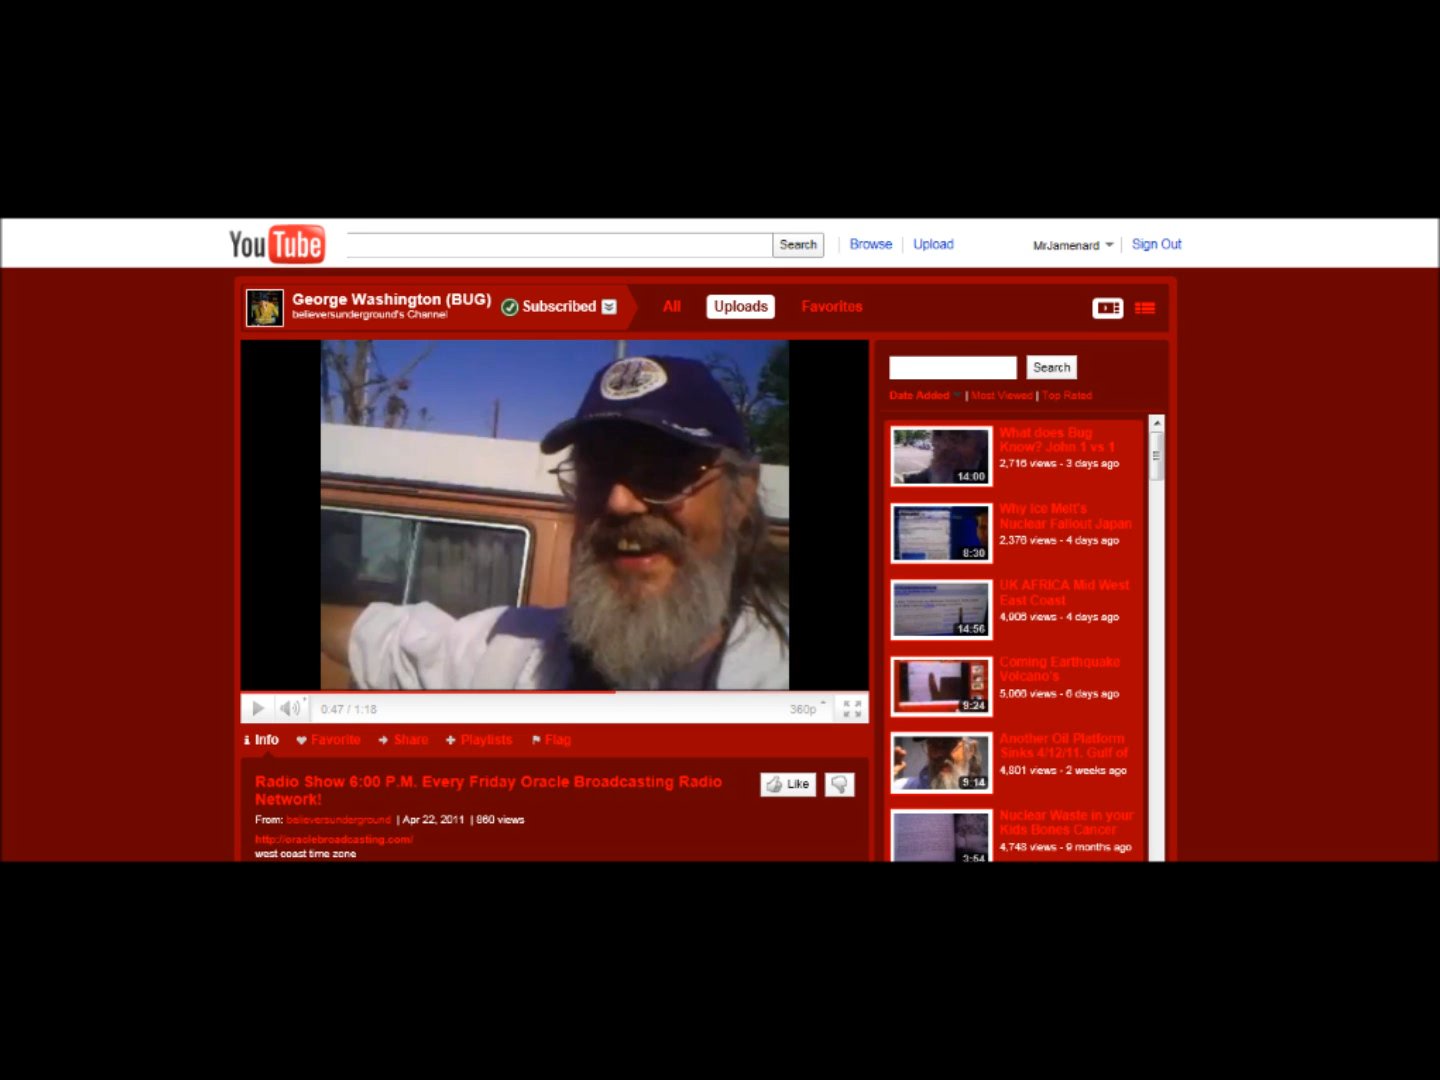 YouTube
Search
Browse
Upload
MrJamenard
Sign Out
George Washington (BUG)
believersunderground's Channel
Subscribed
All
Uploads
Favorites
Search
Date Added | Most Viewed | Top Rated
What does Bug
Know? John 1 vs 1
2,716 views - 3 days ago
14:00
Why Ice Melt's
Nuclear Fallout Japan
2,376 views - 4 days ago
8:30
UK AFRICA Mid West
East Coast
4,906 views - 4 days ago
14:56
Coming Earthquake
Volcano's
5,066 views - 6 days ago
9:24
Another Oil Platform
Sinks 4/12/11, Gulf of
4,801 views - 2 weeks ago
9:14
Nuclear Waste in your
Kids Bones Cancer
4,748 views - 9 months ago
3:54
0:47 / 1:18
360p
Info
Favorite
Share
Playlists
Flag
Radio Show 6:00 P.M. Every Friday Oracle Broadcasting Radio
Network!
Like
From: believersunderground | Apr 22, 2011 | 860 views
http://oraclebroadcasting.com/
west coast time zone